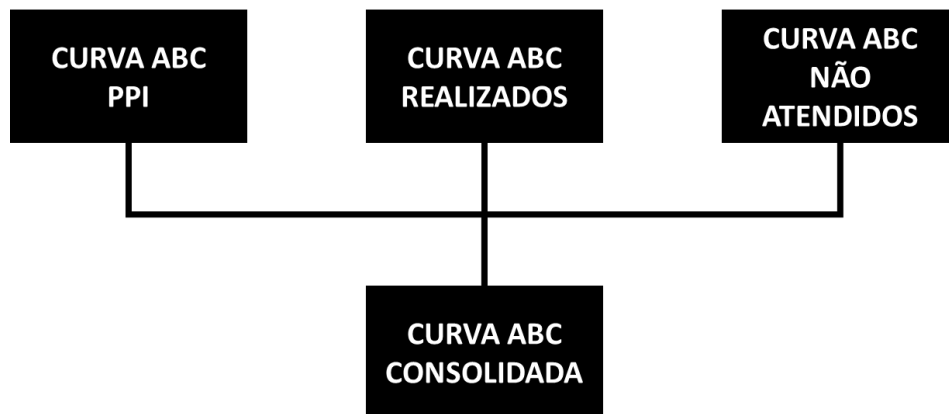 CURVA ABC
PPI
CURVA ABC
REALIZADOS
CURVA ABC
NÃO
ATENDIDOS
CURVA ABC
CONSOLIDADA